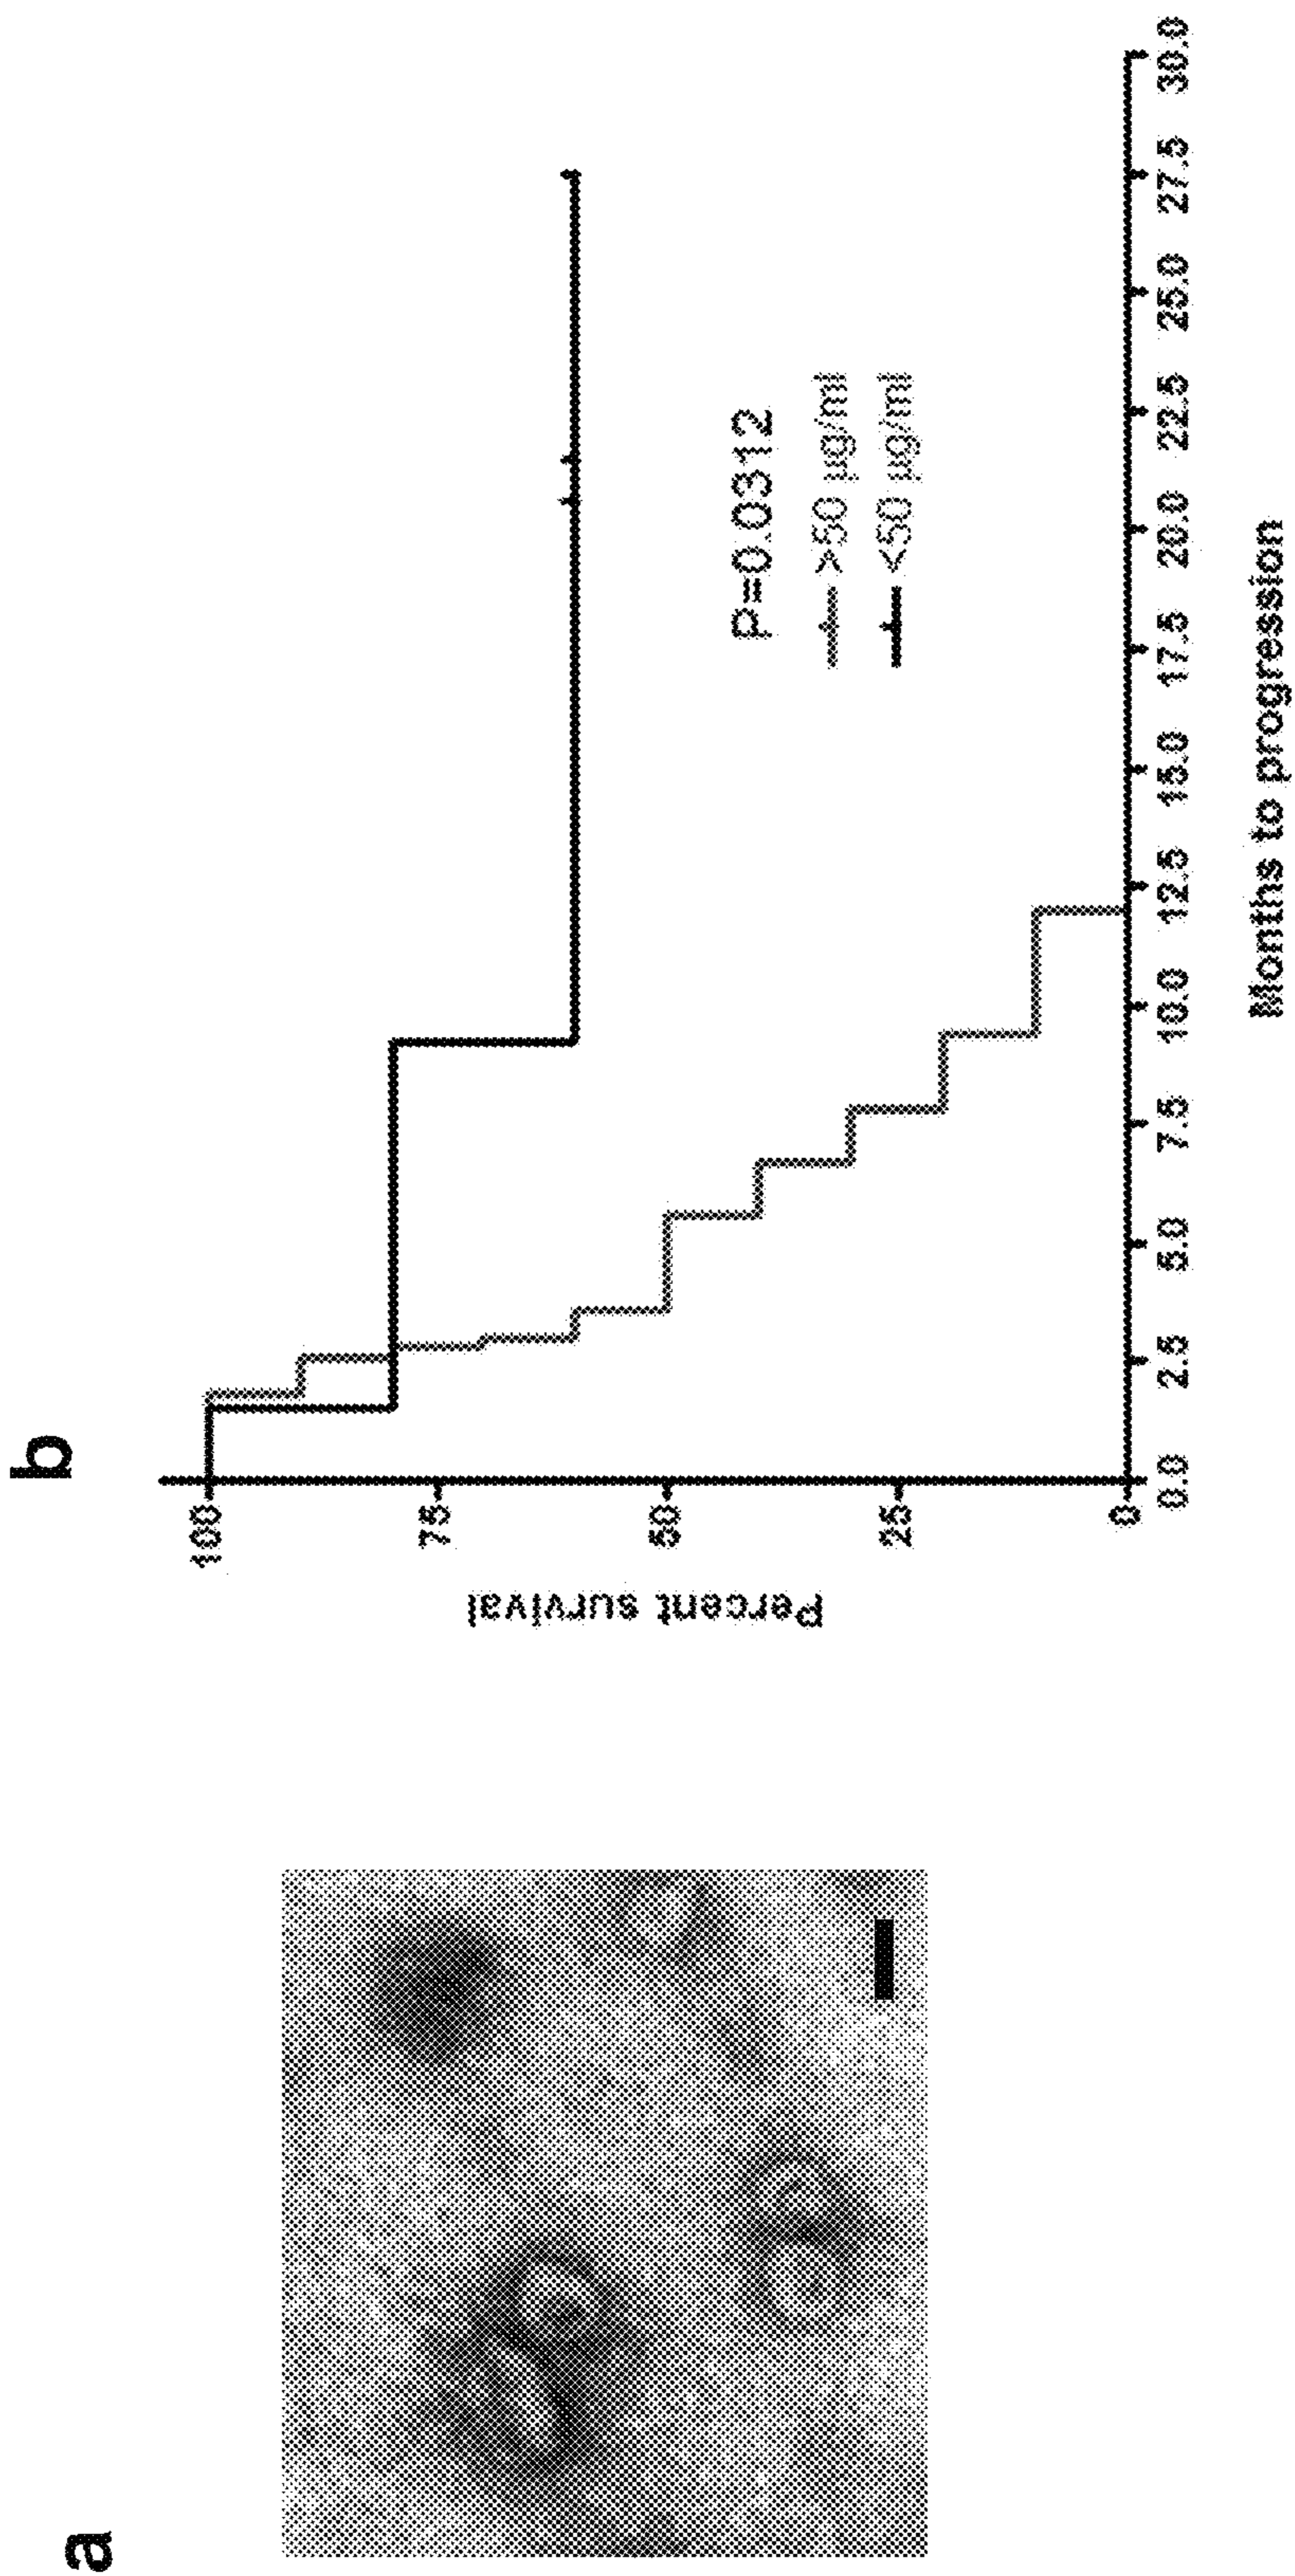 a
b
100
75
50
25
0
Percent survival
P=0.0312
>50 µg/ml
<50 µg/ml
0.0 2.5 5.0 7.5 10.0 12.5 15.0 17.5 20.0 22.5 25.0 27.5 30.0
Months to progression